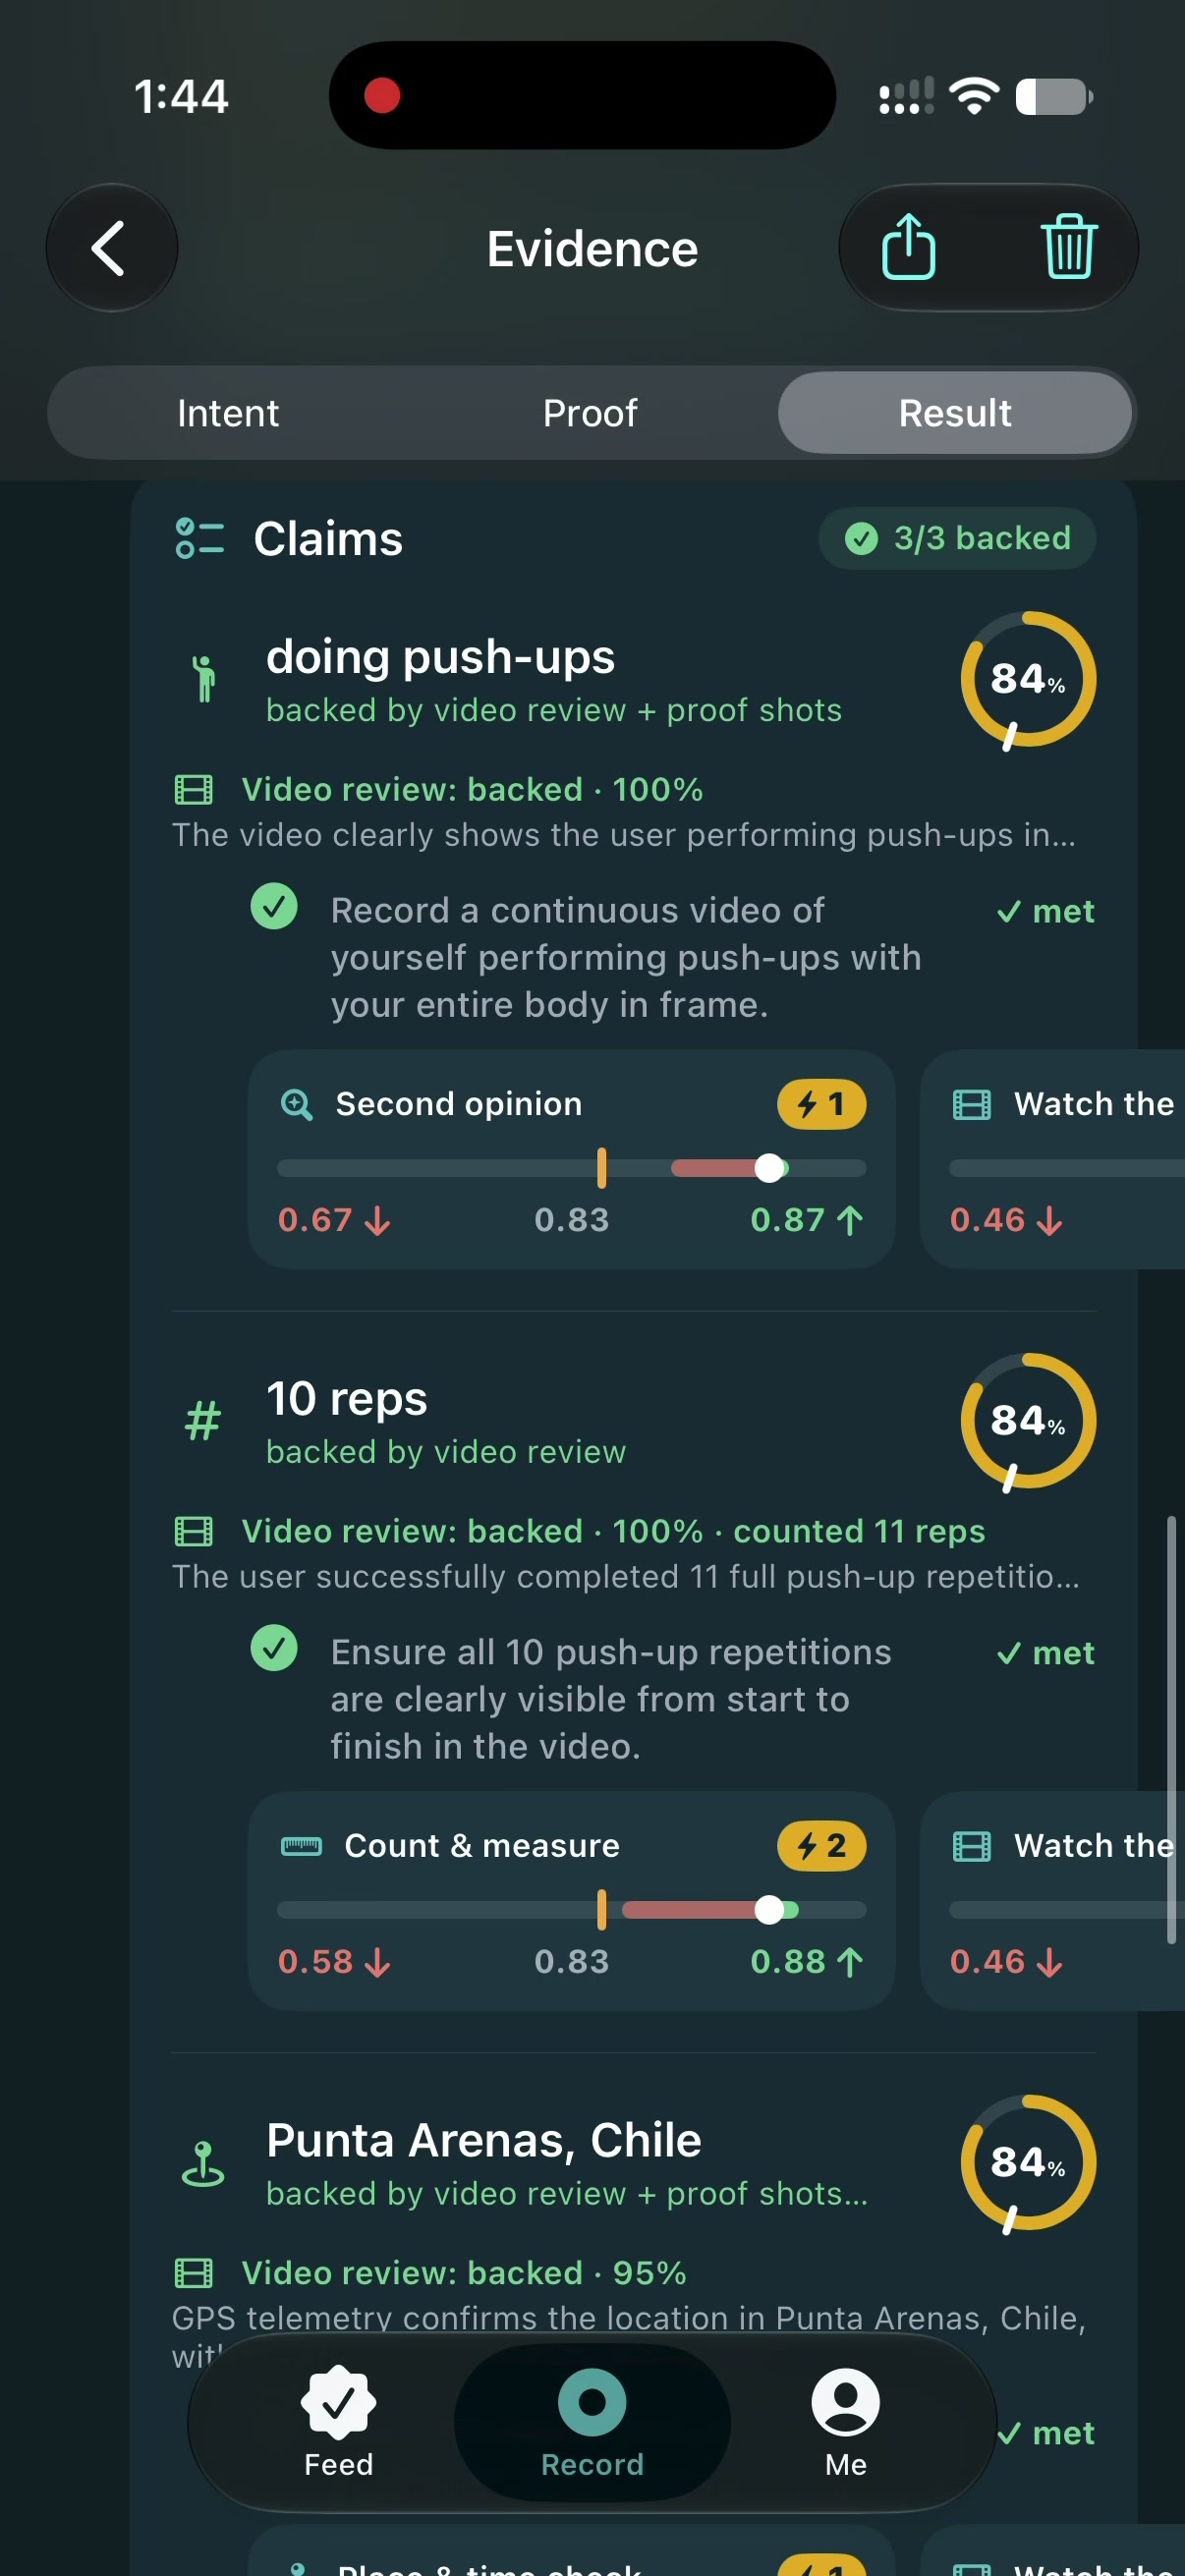 1:44
Evidence
Intent
Proof
Result
Claims
3/3 backed
doing push-ups
84%
backed by video review + proof shots
Video review: backed · 100%
The video clearly shows the user performing push-ups in...
Record a continuous video of
yourself performing push-ups with
your entire body in frame.
✓ met
Second opinion
1
Watch the
0.67 ↓
0.83
0.87 ↑
0.46 ↓
# 10 reps
84%
backed by video review
Video review: backed · 100% · counted 11 reps
The user successfully completed 11 full push-up repetitio...
Ensure all 10 push-up repetitions
are clearly visible from start to
finish in the video.
✓ met
Count & measure
2
Watch the
0.58 ↓
0.83
0.88 ↑
0.46 ↓
Punta Arenas, Chile
84%
backed by video review + proof shots...
Video review: backed · 95%
GPS telemetry confirms the location in Punta Arenas, Chile,
✓ met
Feed
Record
Me
Place & time check
1
Watch the